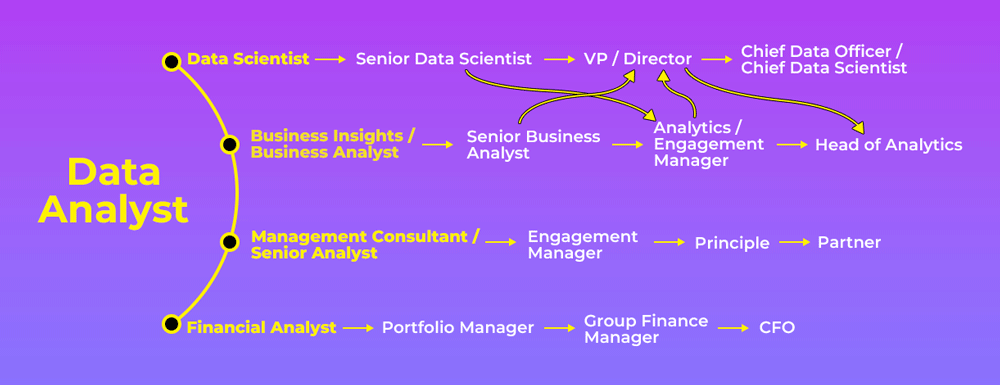 Data
Analyst
Data Scientist
Senior Data Scientist
VP / Director
Chief Data Officer /
Chief Data Scientist
Business Insights /
Business Analyst
Senior Business
Analyst
Analytics /
Engagement
Manager
Head of Analytics
Management Consultant /
Senior Analyst
Engagement
Manager
Principle
Partner
Financial Analyst
Portfolio Manager
Group Finance
Manager
CFO